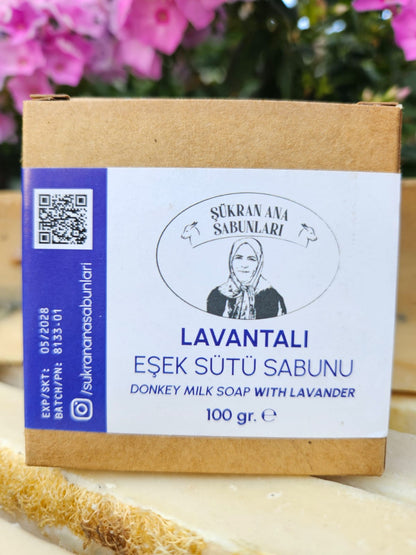 ŞÜKRAN ANA
SABUNLARI
LAVANTALI
EŞEK SÜTÜ SABUNU
DONKEY MILK SOAP WITH LAVANDER
100 gr. ℮
EXP/SKT: 05/2028
BATCH/PN: 8133-01
/sukrananasabunlari